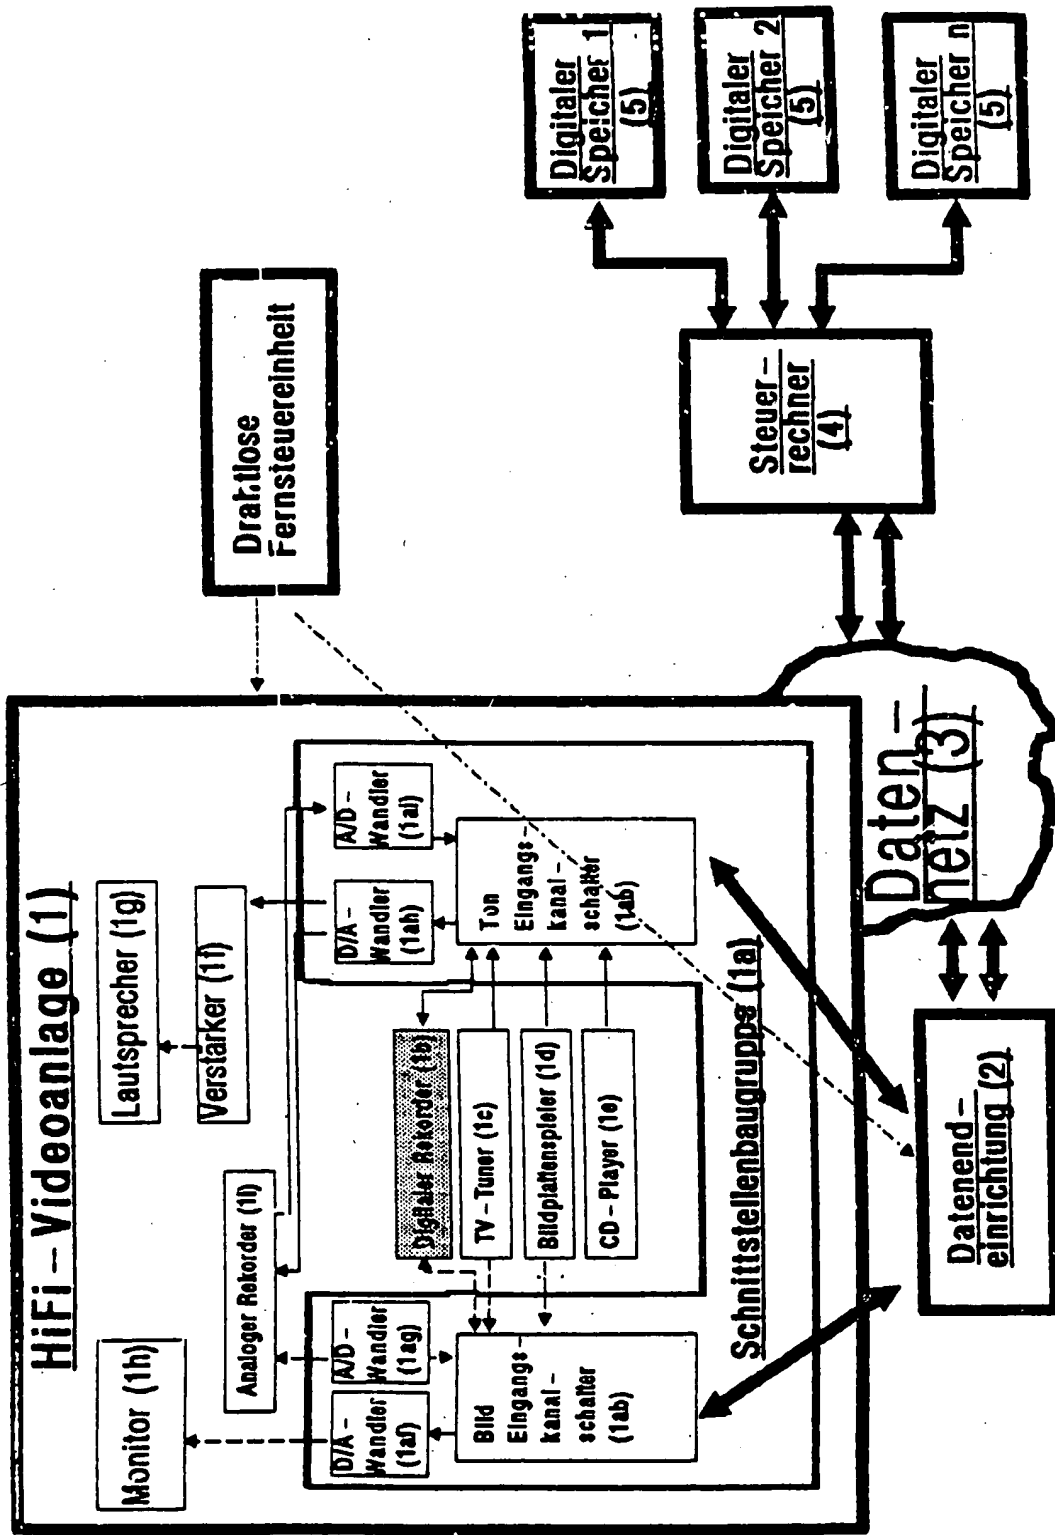 HiFi-Videoanlage (1)
Monitor (1h)
Lautsprecher (1g)
Verstärker (1f)
Analoger Rekorder (1i)
D/A-
Wandler
(1af)
A/D-
Wandler
(1ag)
D/A-
Wandler
(1ah)
A/D-
Wandler
(1ai)
Digitaler Rekorder (1b)
TV-Tuner (1c)
Bildplattenspieler (1d)
CD-Player (1e)
Bild
Eingangs-
kanal-
schalter
(1ab)
Ton
Eingangs-
kanal-
schalter
(1ab)
Schnittstellenbaugruppe (1a)
Drahtlose
Fernsteuereinheit
Datenend-
einrichtung (2)
Daten-
netz (3)
Steuer-
rechner
(4)
Digitaler
Speicher 1
(5)
Digitaler
Speicher 2
(5)
Digitaler
Speicher n
(5)